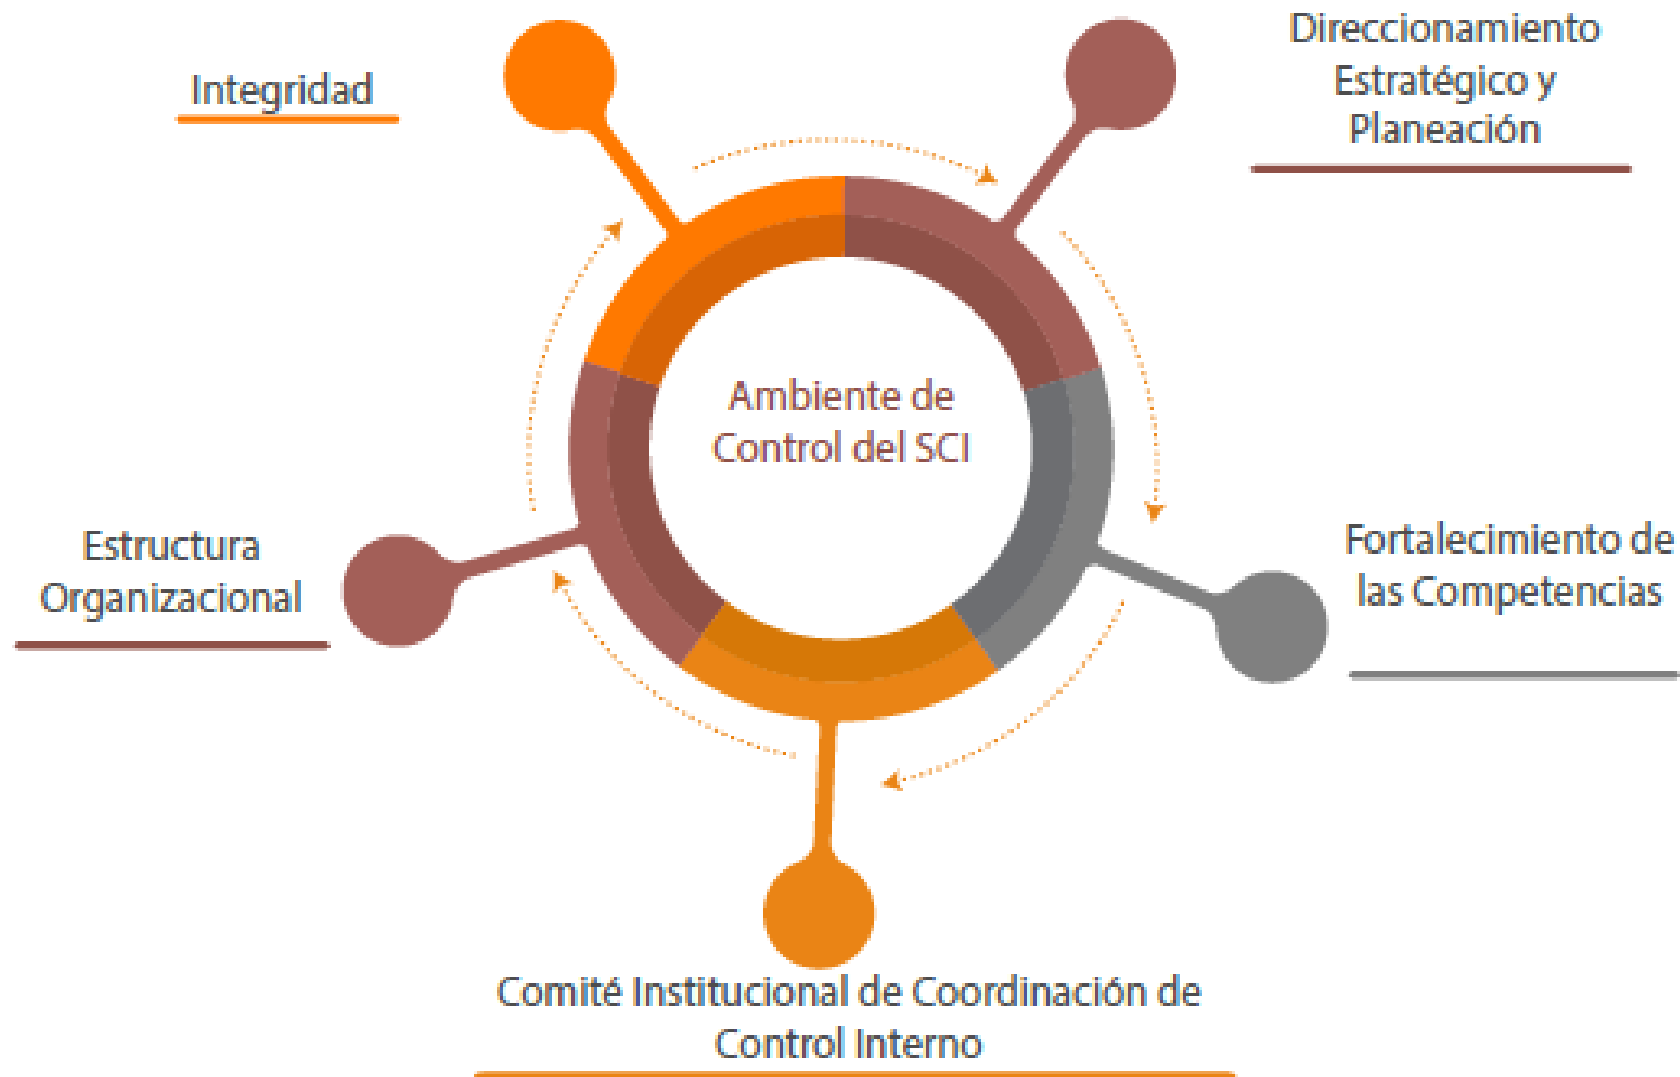 Integridad
Direccionamiento
Estratégico y
Planeación
Ambiente de
Control del SCI
Estructura
Organizacional
Fortalecimiento de
las Competencias
Comité Institucional de Coordinación de
Control Interno